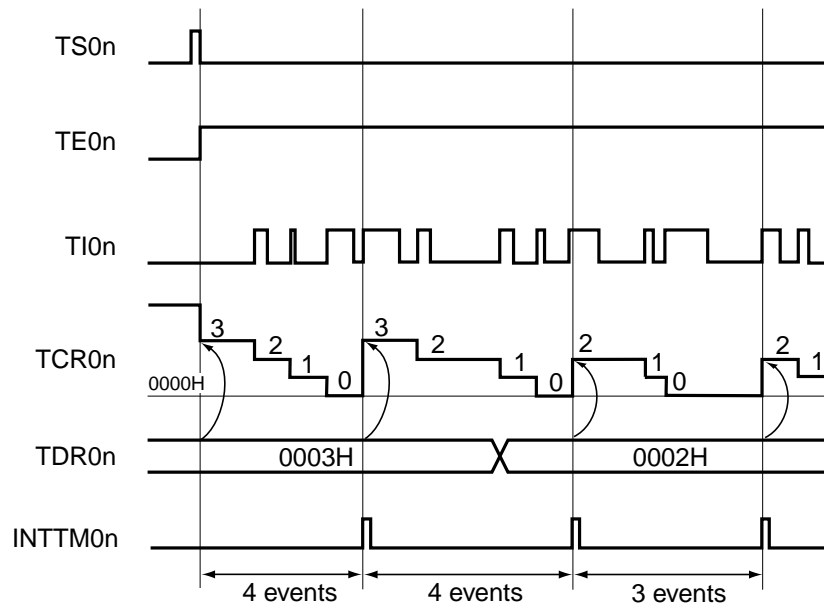 TS0n
TE0n
TI0n
TCR0n
3
2
1
0
3
2
1
0
2
1
0
2
1
0000H
TDR0n
0003H
0002H
INTTM0n
4 events
4 events
3 events